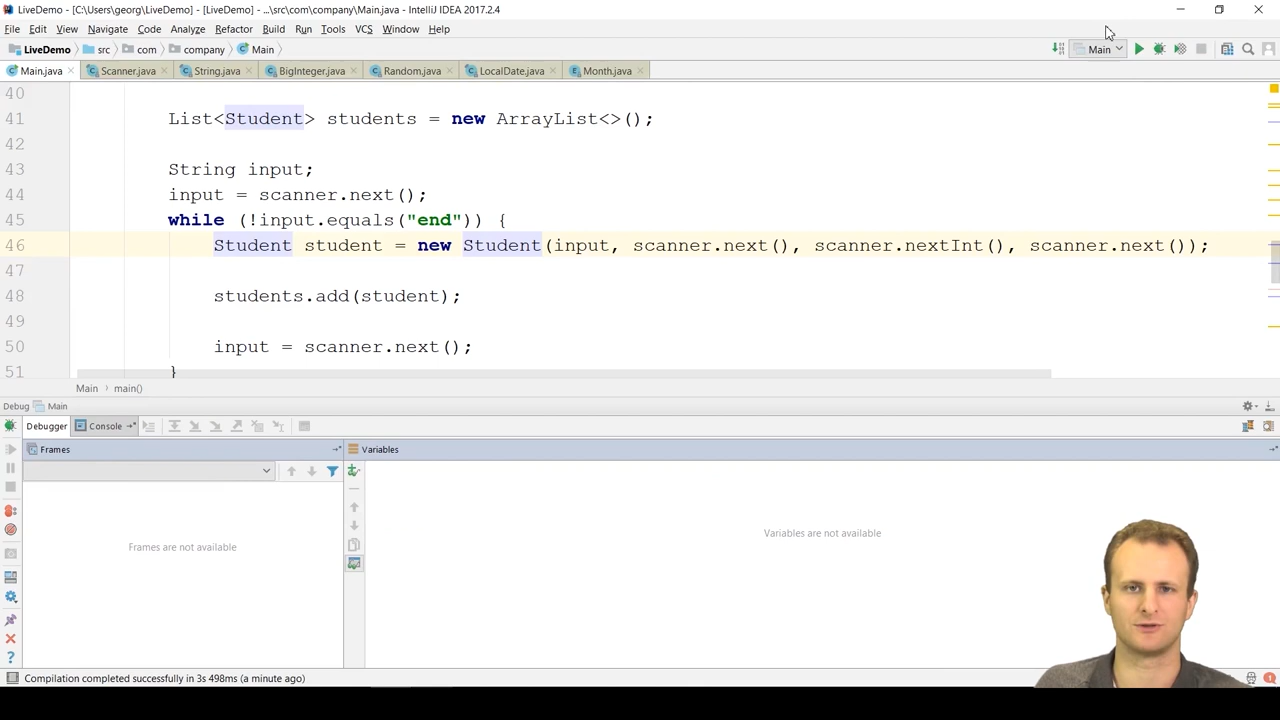 LiveDemo - [C:\Users\georg\LiveDemo] - [LiveDemo] - ...\src\com\company\Main.java - IntelliJ IDEA 2017.2.4
File Edit View Navigate Code Analyze Refactor Build Run Tools VCS Window Help
LiveDemo src com company Main Main
Main.java Scanner.java String.java BigInteger.java Random.java LocalDate.java Month.java
40
41 List<Student> students = new ArrayList<>();
42
43 String input;
44 input = scanner.next();
45 while (!input.equals("end")) {
46 Student student = new Student(input, scanner.next(), scanner.nextInt(), scanner.next());
47
48 students.add(student);
49
50 input = scanner.next();
51 }
Main › main()
Debug Main
Debugger Console
Frames Variables
Frames are not available
Variables are not available
Compilation completed successfully in 3s 498ms (a minute ago)